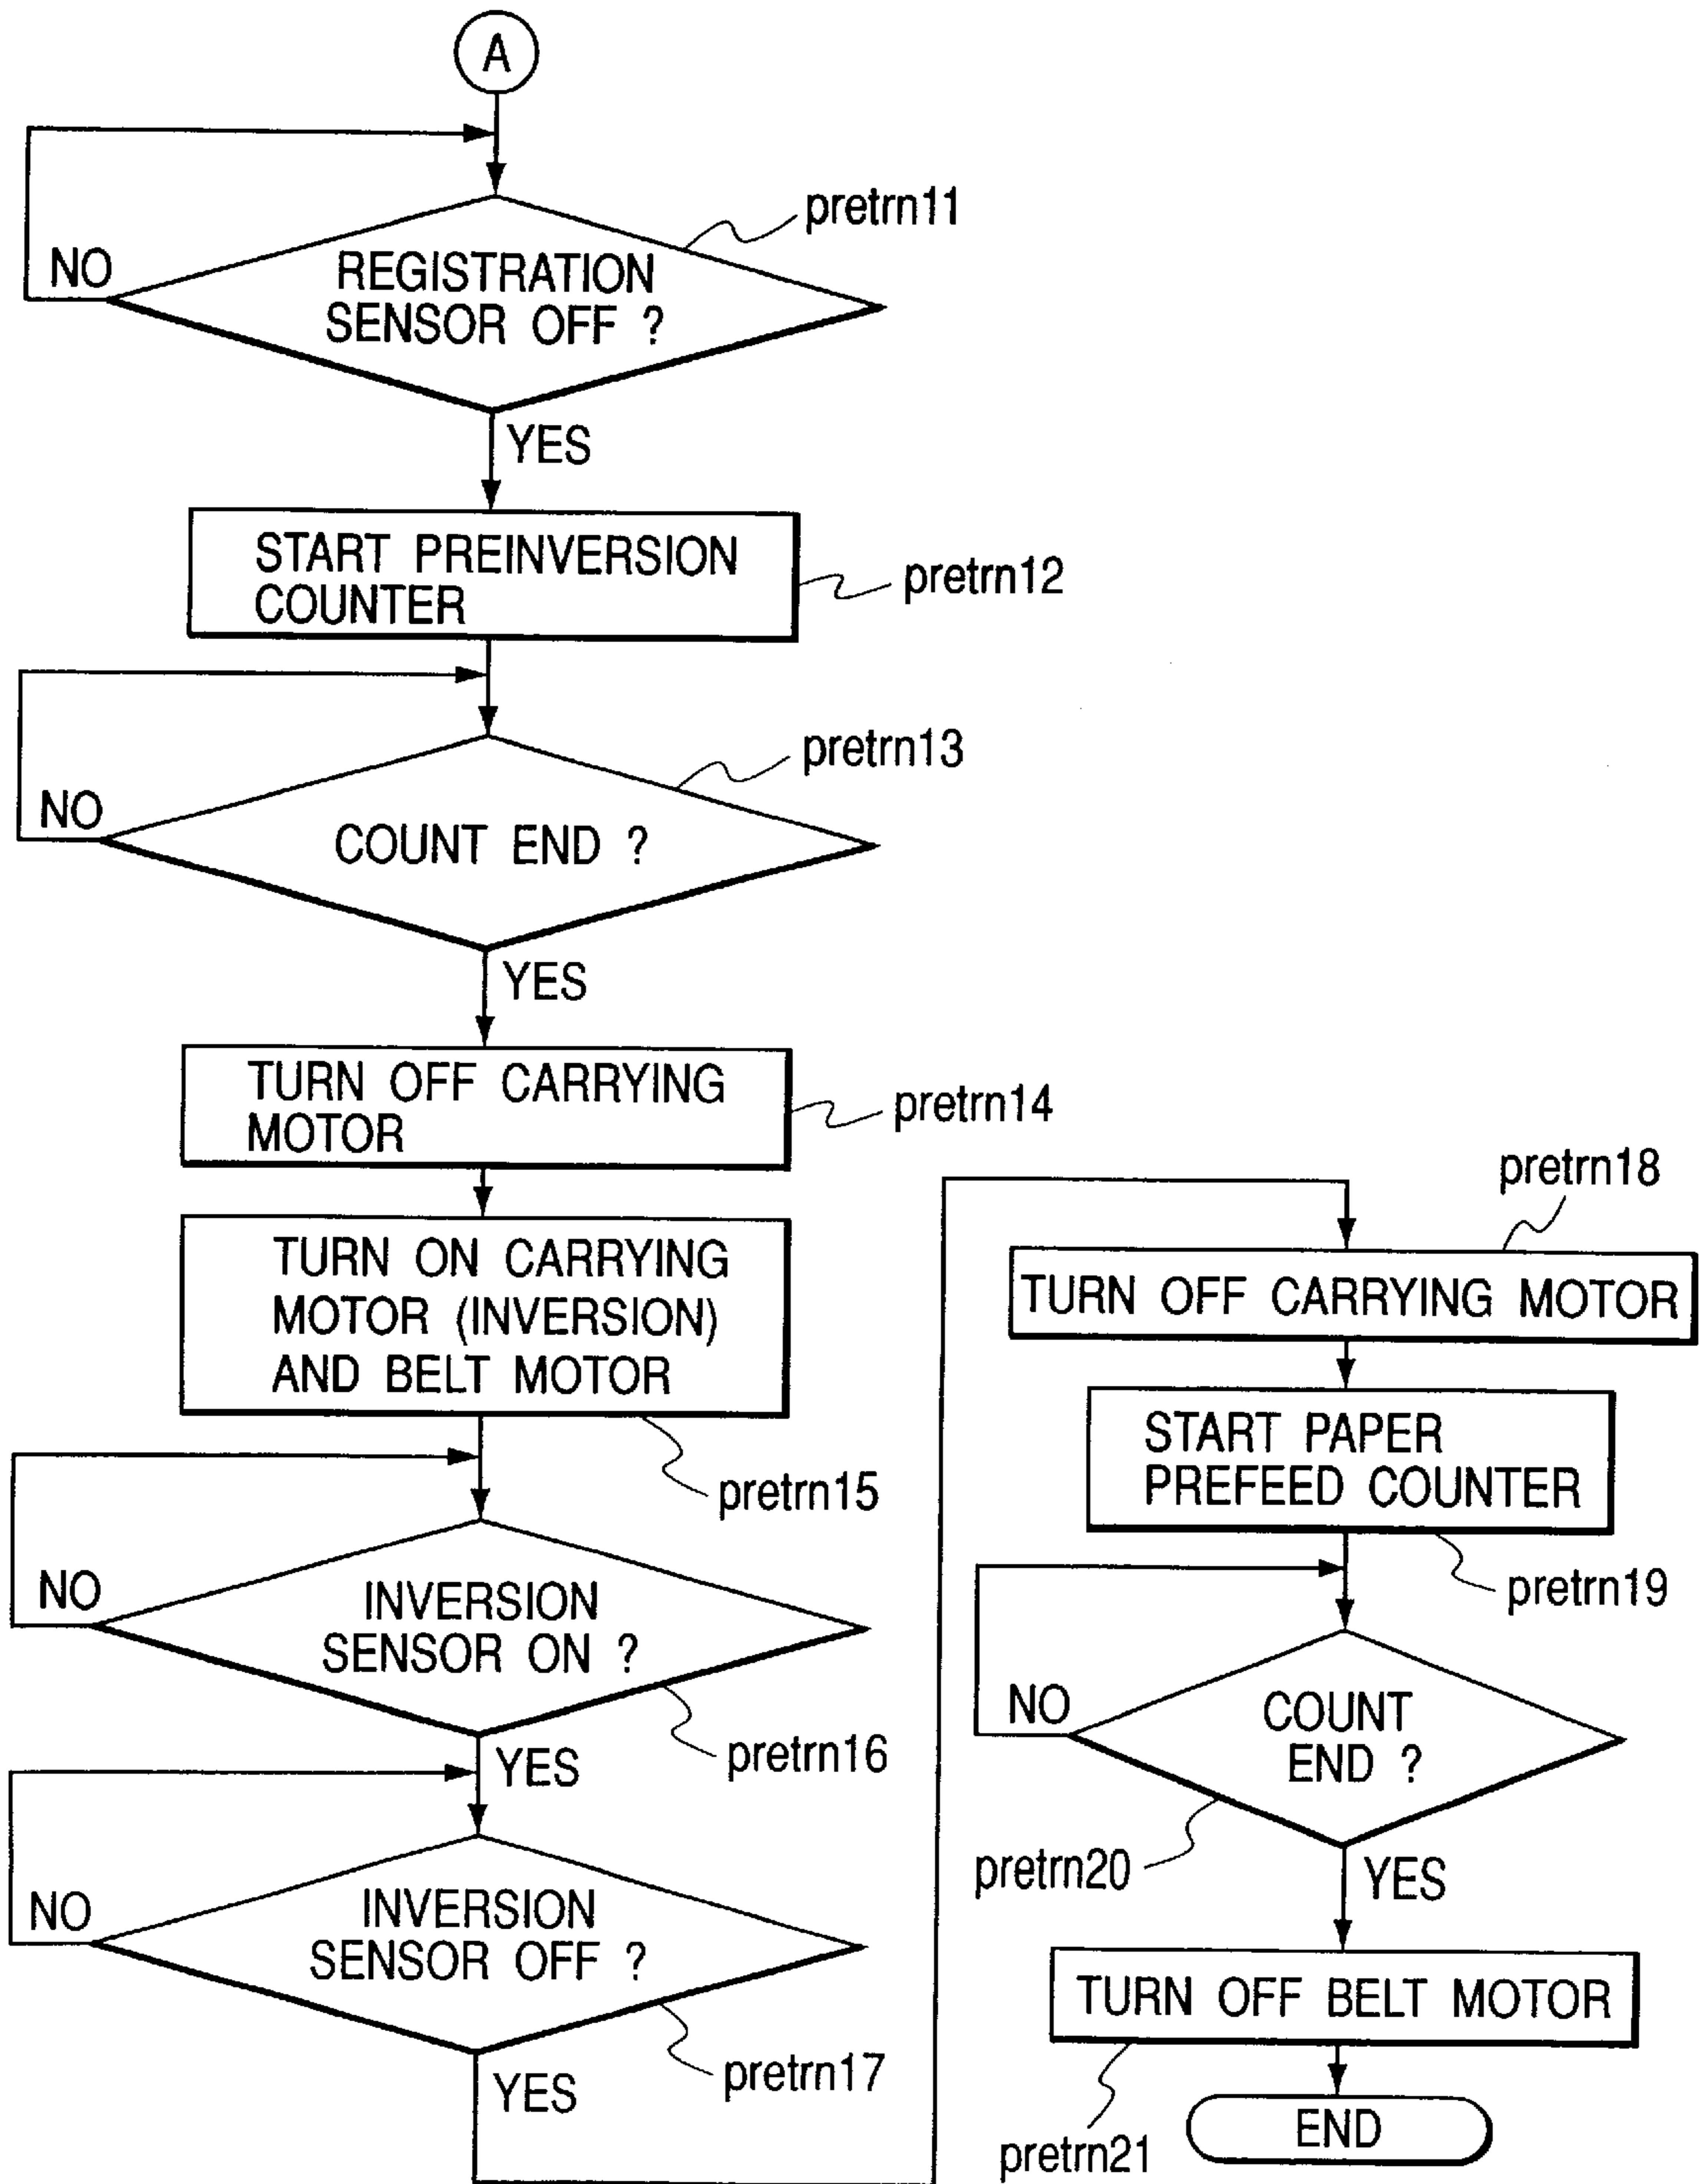 A
pretrn11
NO
REGISTRATION
SENSOR OFF ?
YES
START PREINVERSION
COUNTER
pretrn12
pretrn13
NO
COUNT END ?
YES
TURN OFF CARRYING
MOTOR
pretrn14
TURN ON CARRYING
MOTOR (INVERSION)
AND BELT MOTOR
pretrn15
NO
INVERSION
SENSOR ON ?
pretrn16
YES
NO
INVERSION
SENSOR OFF ?
pretrn17
YES
pretrn18
TURN OFF CARRYING MOTOR
START PAPER
PREFEED COUNTER
pretrn19
NO
COUNT
END ?
pretrn20
YES
TURN OFF BELT MOTOR
pretrn21
END